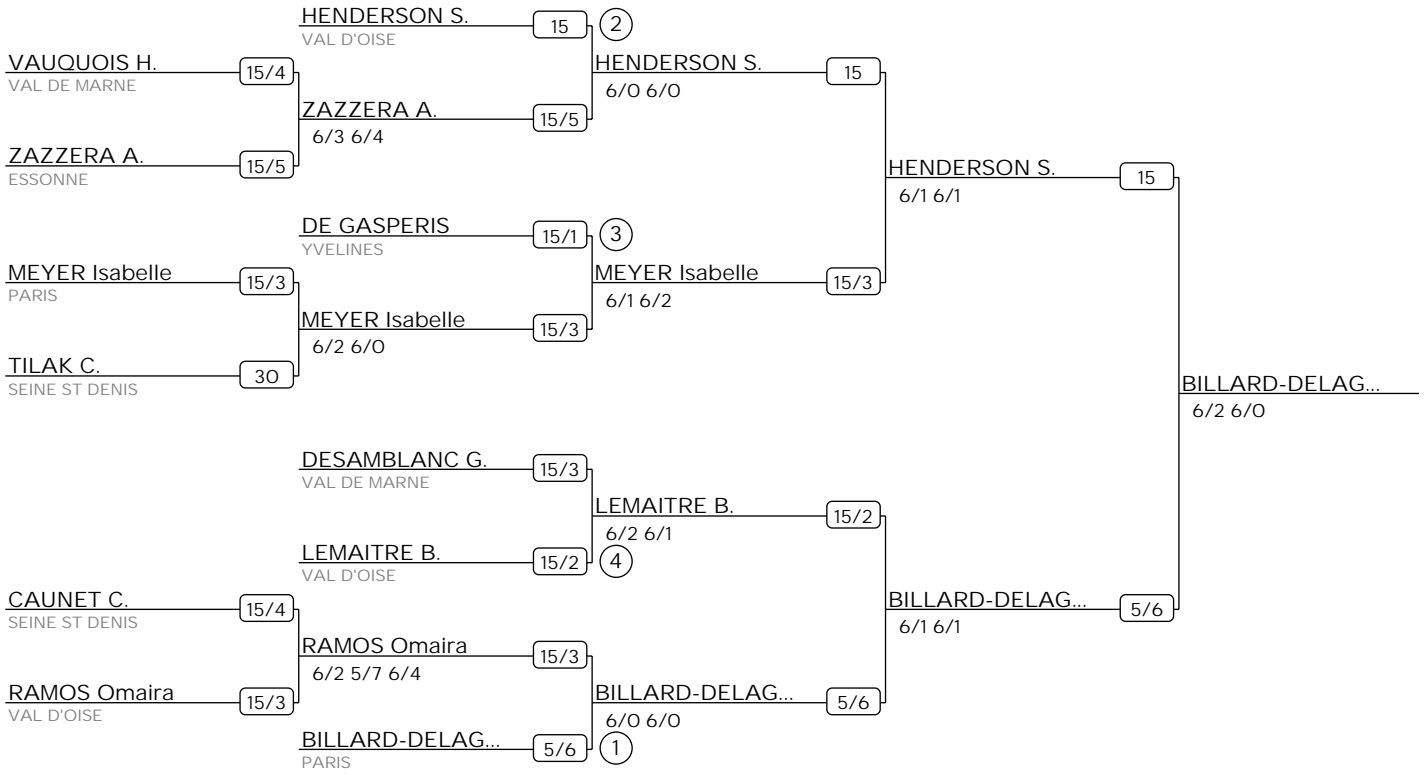 HENDERSON S.
15
2
VAL D'OISE
VAUQUOIS H.
15/4
VAL DE MARNE
HENDERSON S.
15
6/0 6/0
ZAZZERA A.
15/5
6/3 6/4
ZAZZERA A.
15/5
ESSONNE
HENDERSON S.
15
6/1 6/1
DE GASPERIS
15/1
3
YVELINES
MEYER Isabelle
15/3
PARIS
MEYER Isabelle
15/3
6/1 6/2
MEYER Isabelle
15/3
6/2 6/0
TILAK C.
30
SEINE ST DENIS
BILLARD-DELAG...
6/2 6/0
DESAMBLANC G.
15/3
VAL DE MARNE
LEMAITRE B.
15/2
6/2 6/1
LEMAITRE B.
15/2
4
VAL D'OISE
CAUNET C.
15/4
SEINE ST DENIS
BILLARD-DELAG...
5/6
6/1 6/1
RAMOS Omaira
15/3
6/2 5/7 6/4
RAMOS Omaira
15/3
VAL D'OISE
BILLARD-DELAG...
5/6
6/0 6/0
BILLARD-DELAG...
5/6
1
PARIS